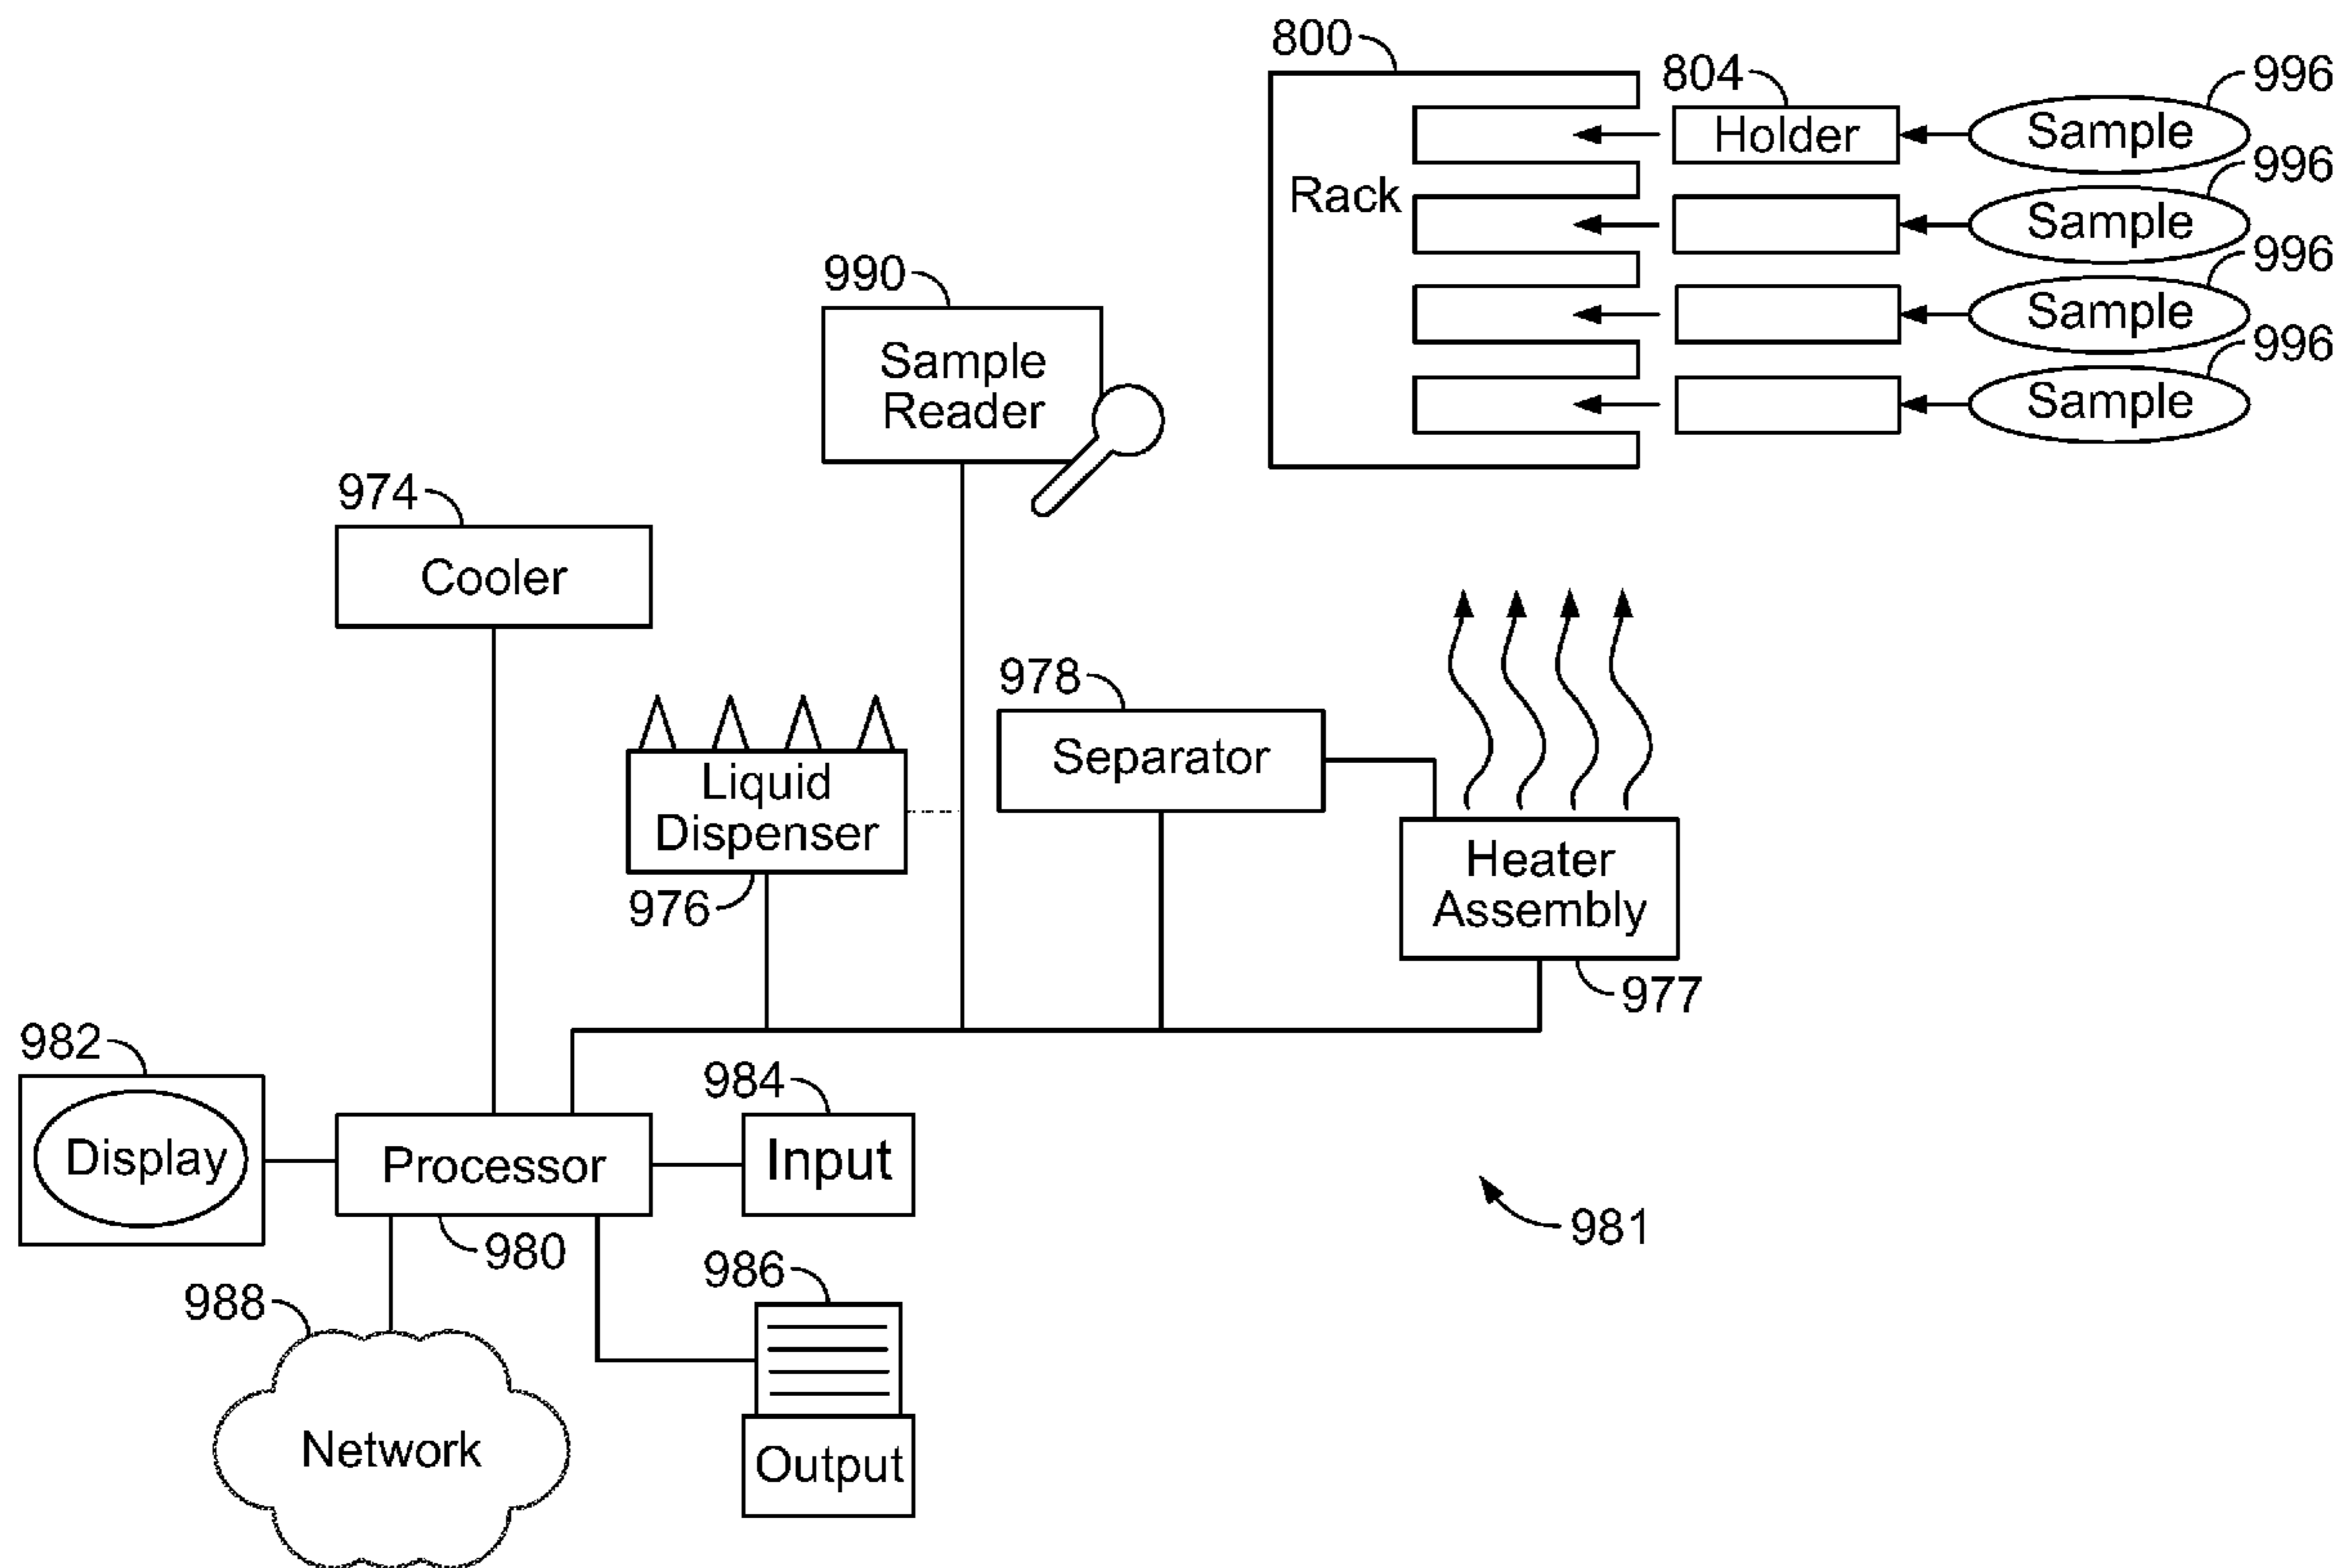 800
804
996
Holder
Sample
996
Rack
Sample
996
990
Sample
996
Sample
Reader
Sample
974
Cooler
978
Separator
Liquid
Dispenser
976
Heater
Assembly
977
982
984
Display
Processor
Input
980
981
986
988
Network
Output